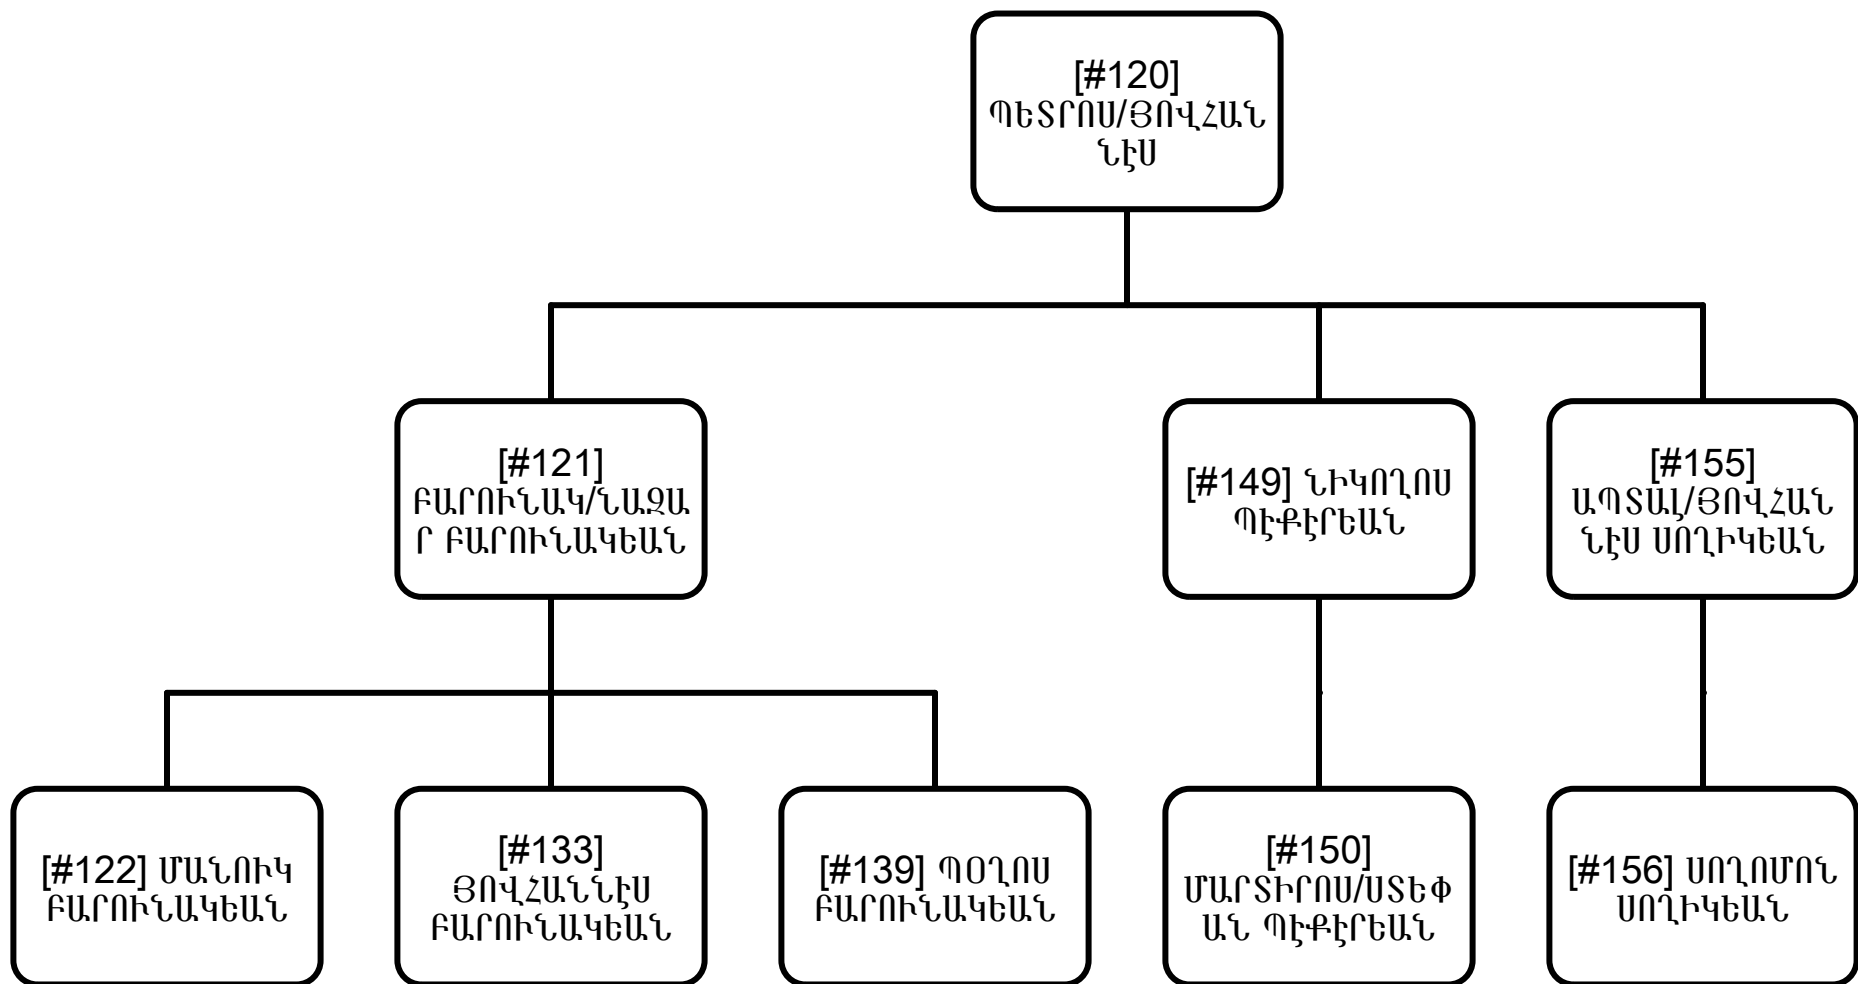 [#120]
ՊԵՏՐՈՍ/ՅՈՎՀԱՆ
ՆԷՍ
[#121]
ԲԱՐՈՒՆԱԿ/ՆԱԶԱ
Ր ԲԱՐՈՒՆԱԿԵԱՆ
[#149] ՆԻԿՈՂՈՍ
ՊԷՔԷՐԵԱՆ
[#155]
ԱՊՏԱԼ/ՅՈՎՀԱՆ
ՆԷՍ ՍՈՂԻԿԵԱՆ
[#122] ՄԱՆՈՒԿ
ԲԱՐՈՒՆԱԿԵԱՆ
[#133]
ՅՈՎՀԱՆՆԷՍ
ԲԱՐՈՒՆԱԿԵԱՆ
[#139] ՊՕՂՈՍ
ԲԱՐՈՒՆԱԿԵԱՆ
[#150]
ՄԱՐՏԻՐՈՍ/ՍՏԵՓ
ԱՆ ՊԷՔԷՐԵԱՆ
[#156] ՍՈՂՈՄՈՆ
ՍՈՂԻԿԵԱՆ